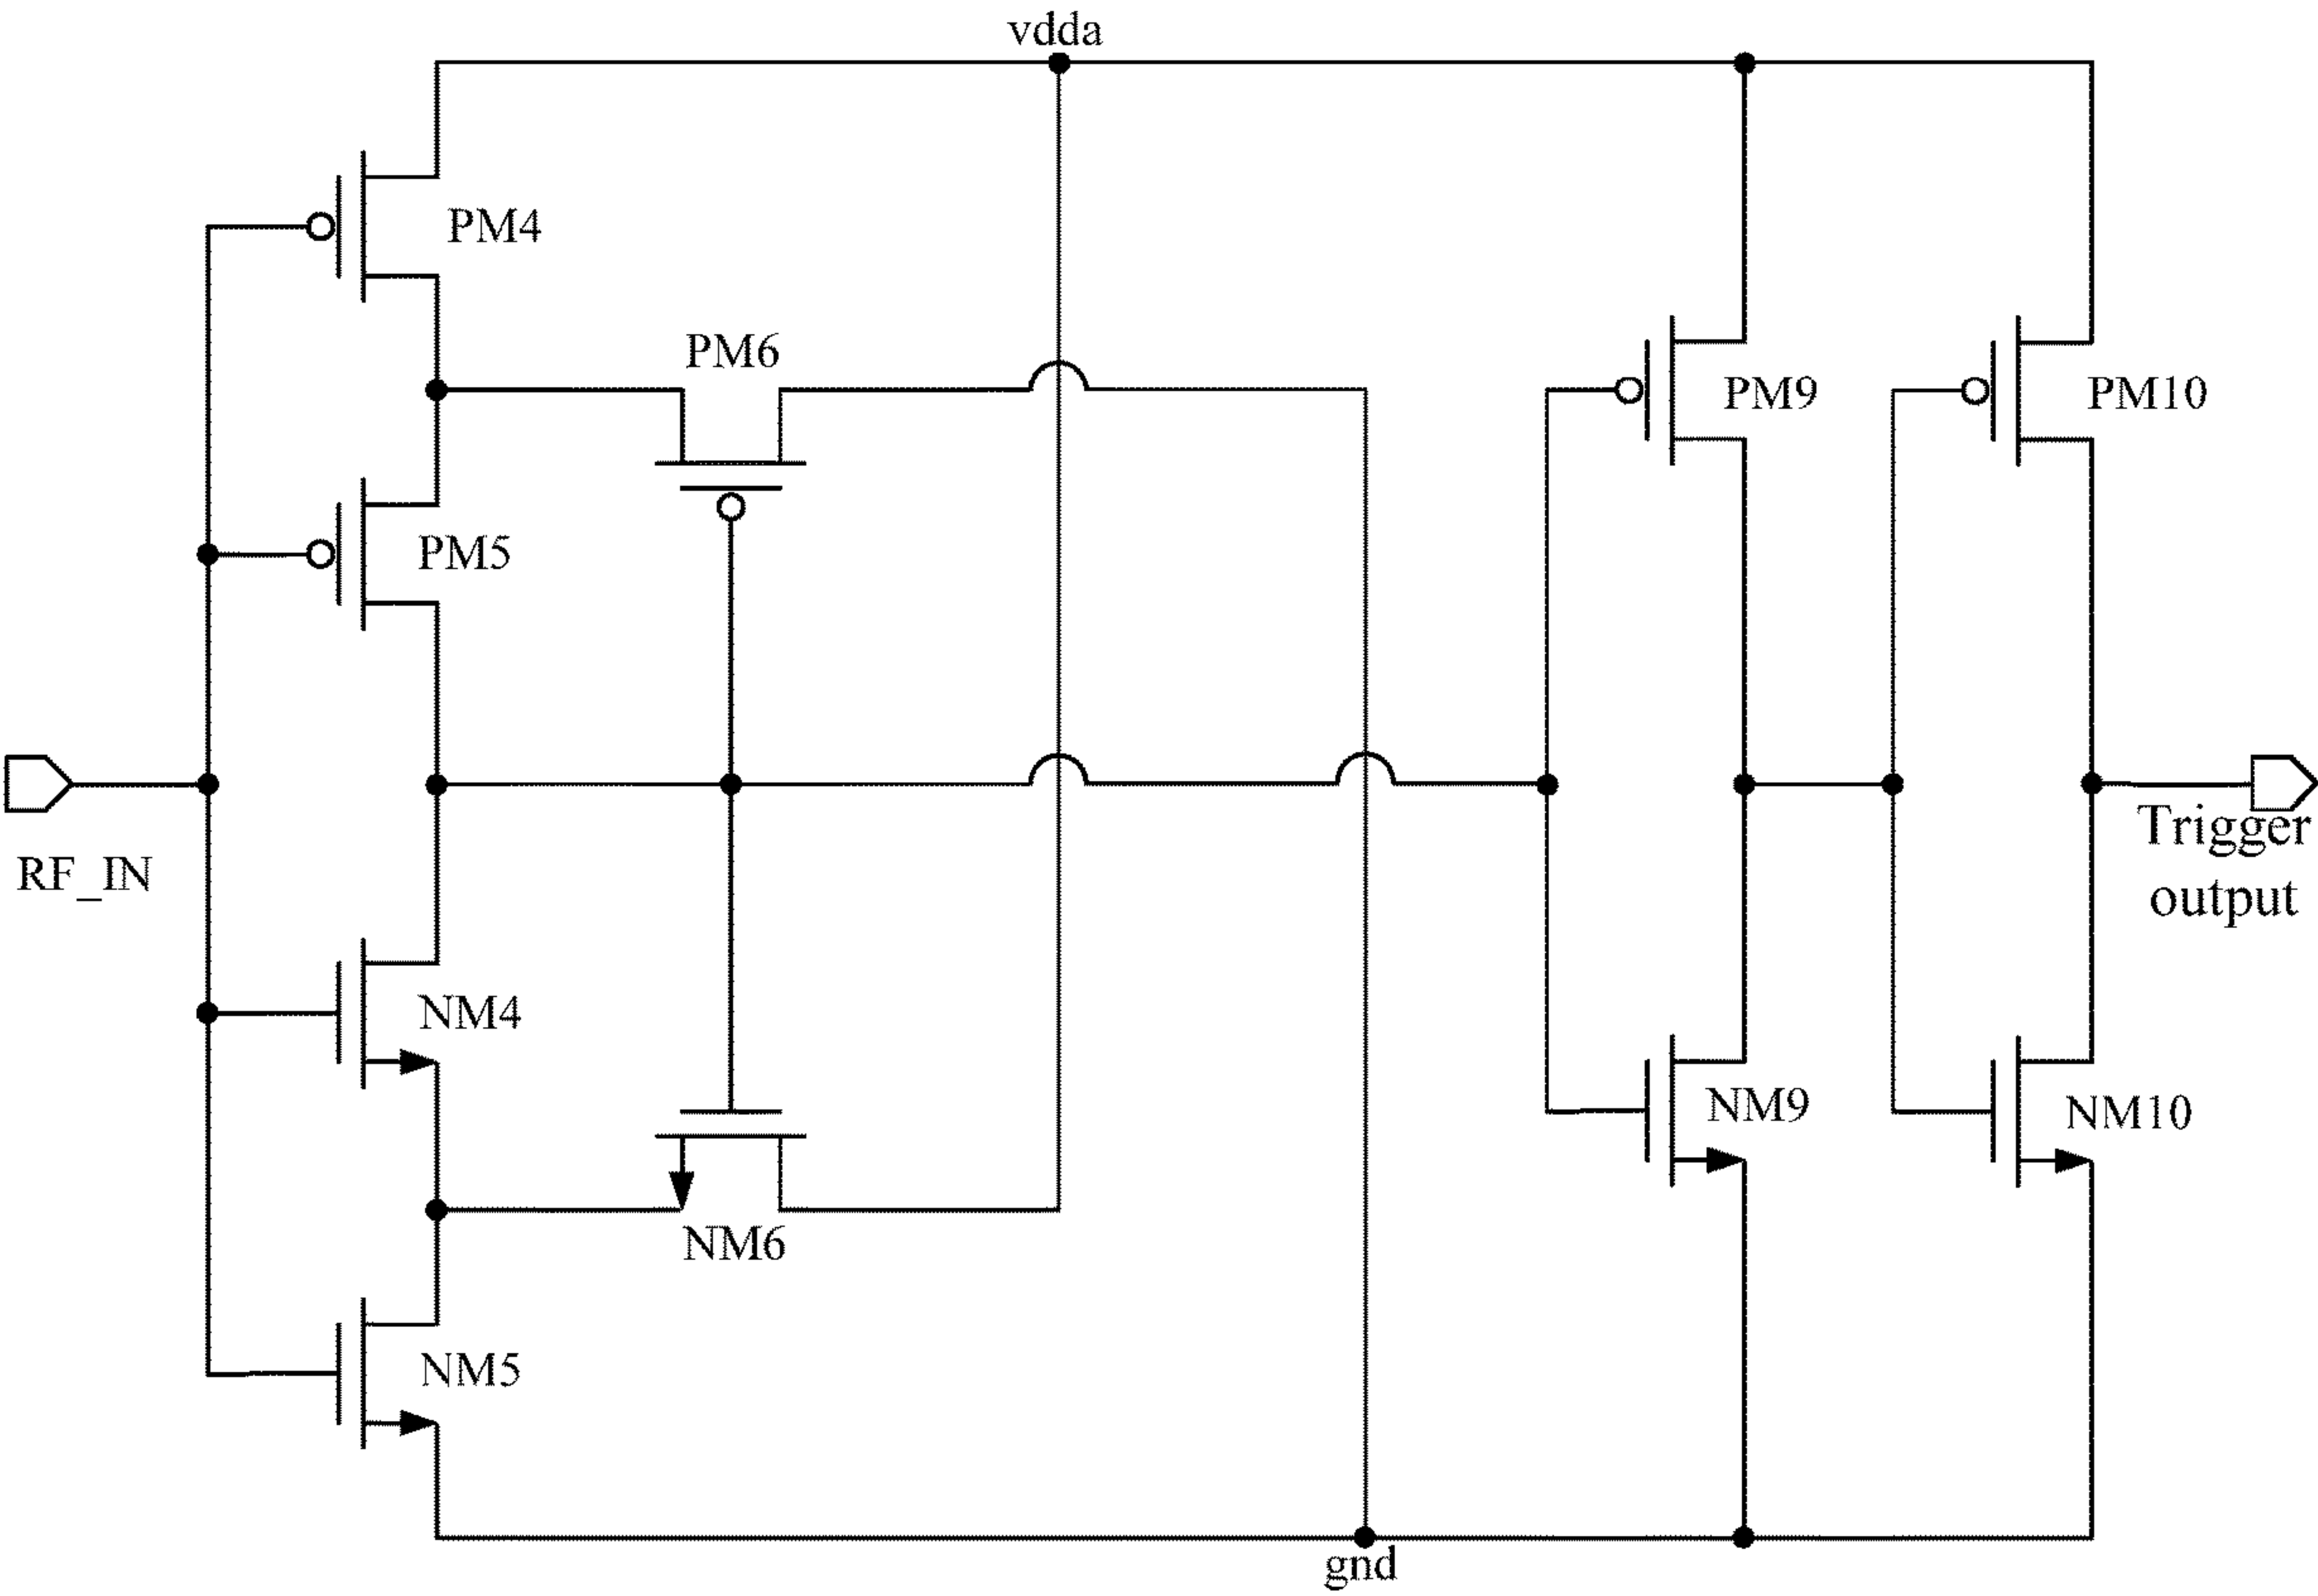 vdda
PM4
PM6
PM9
PM10
PM5
RF_IN
Trigger
output
NM4
NM9
NM10
NM6
NM5
gnd